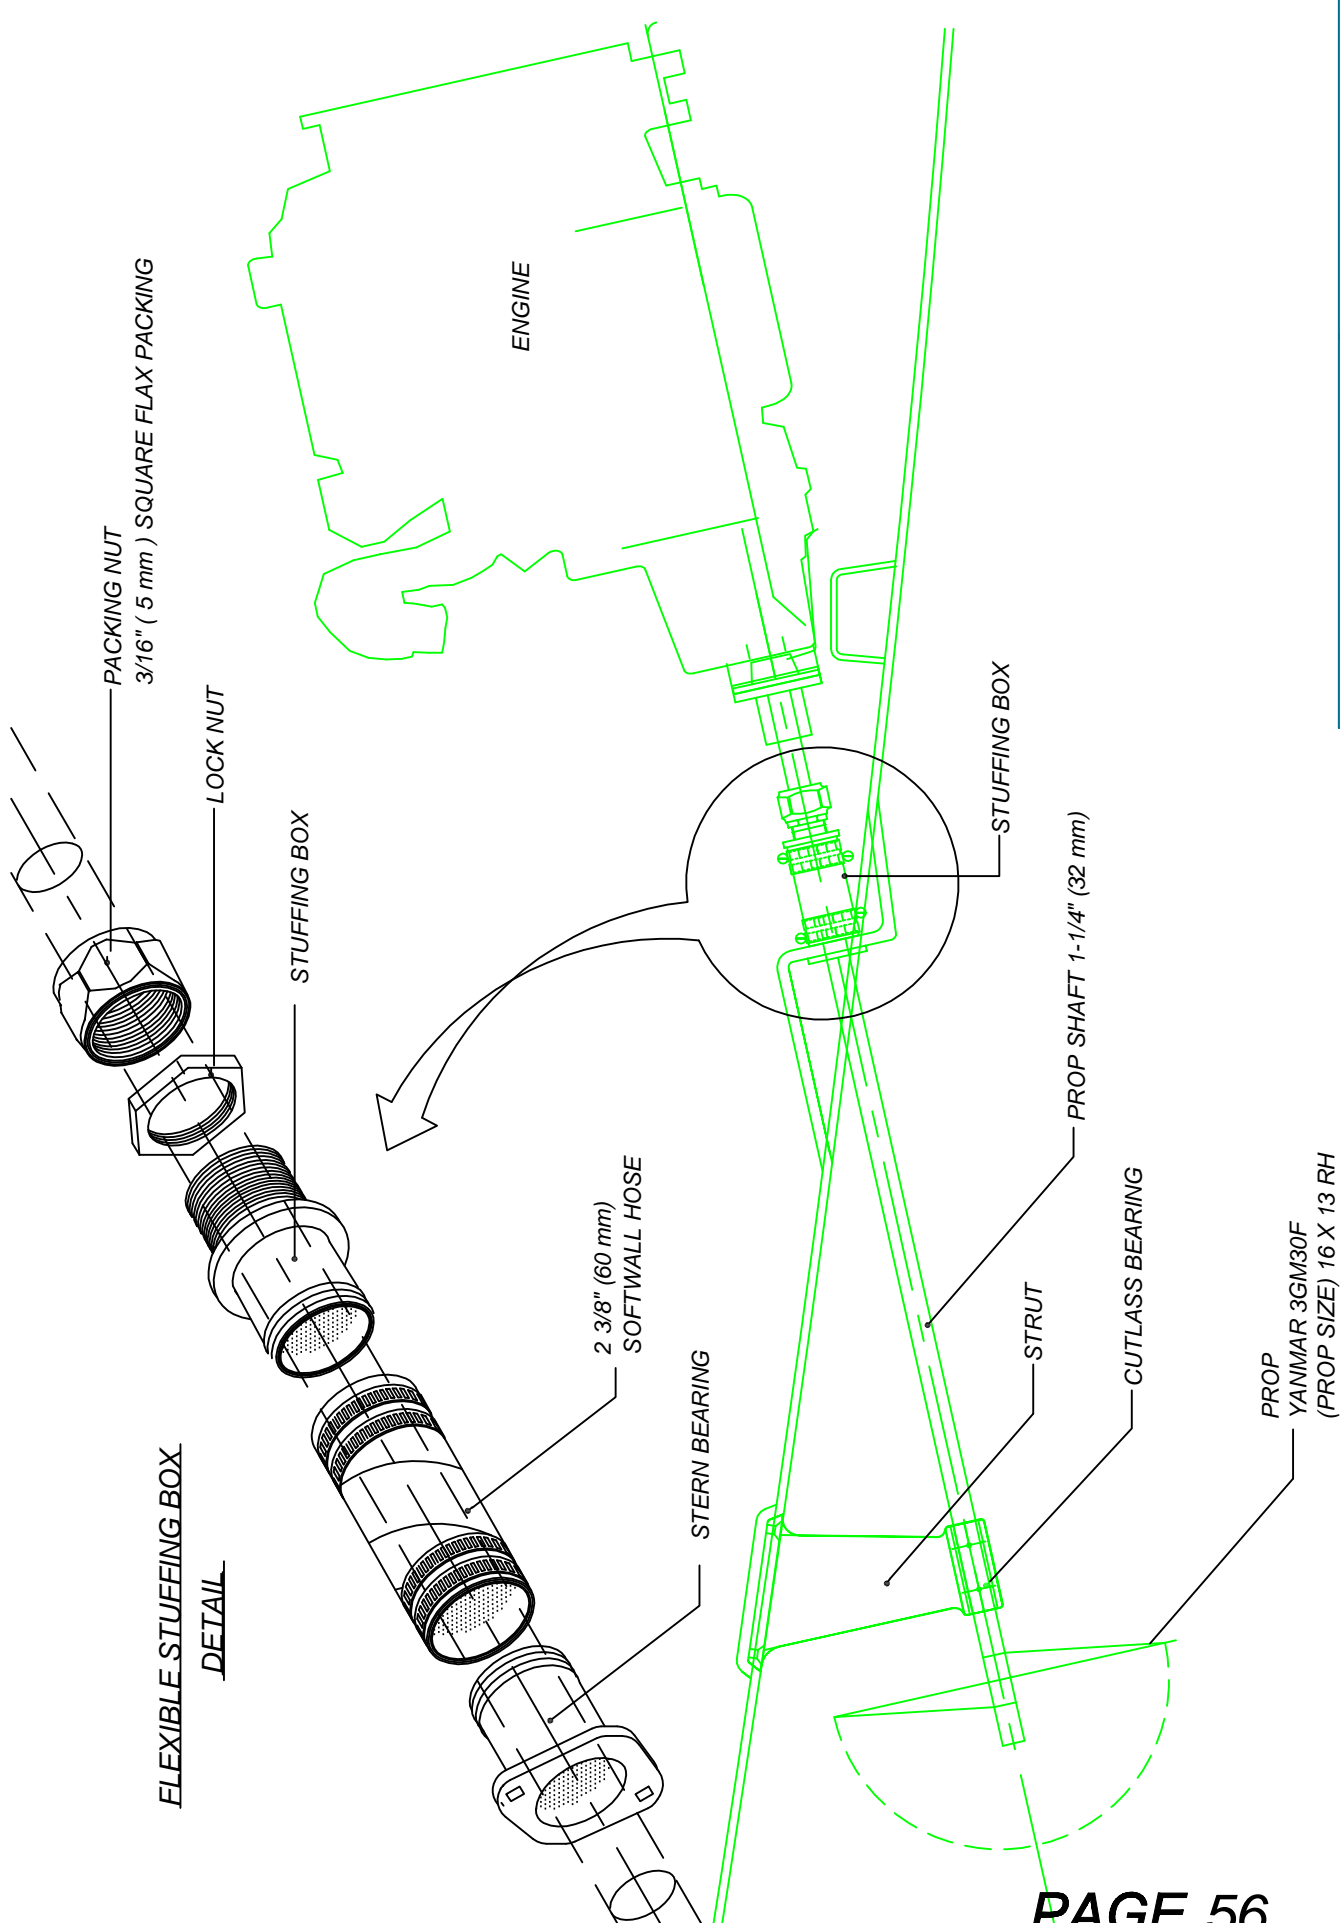 FLEXIBLE STUFFING BOX
DETAIL
PACKING NUT
3/16" ( 5 mm ) SQUARE FLAX PACKING
LOCK NUT
STUFFING BOX
2 3/8" (60 mm)
SOFTWALL HOSE
STERN BEARING
ENGINE
STUFFING BOX
PROP SHAFT 1-1/4" (32 mm)
STRUT
CUTLASS BEARING
PROP
YANMAR 3GM30F
(PROP SIZE) 16 X 13 RH
PAGE 56